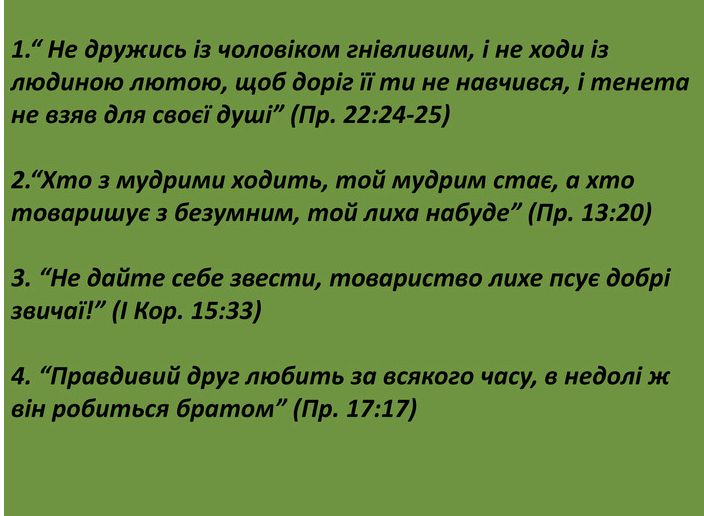 1.“ Не дружись із чоловіком гнівливим, і не ходи із
людиною лютою, щоб доріг її ти не навчився, і тенета
не взяв для своєї душі” (Пр. 22:24-25)
2.“Хто з мудрими ходить, той мудрим стає, а хто
товаришує з безумним, той лиха набуде” (Пр. 13:20)
3. “Не дайте себе звести, товариство лихе псує добрі
звичаї!” (І Кор. 15:33)
4. “Правдивий друг любить за всякого часу, в недолі ж
він робиться братом” (Пр. 17:17)